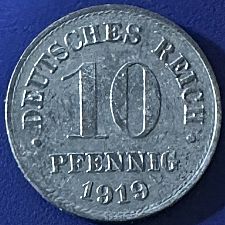 · DEUTSCHES REICH ·
10
PFENNIG
1919